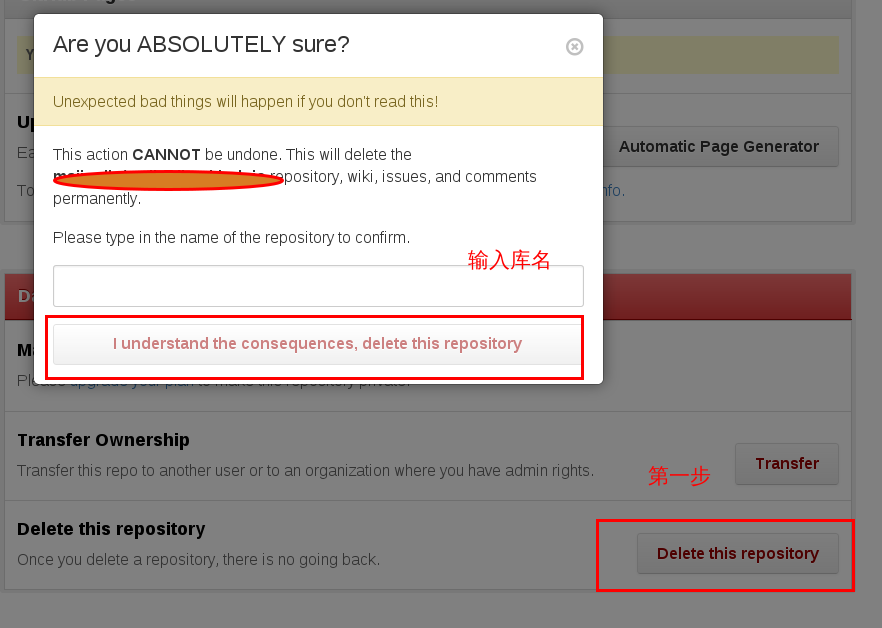 Are you ABSOLUTELY sure?
Unexpected bad things will happen if you don't read this!
This action CANNOT be undone. This will delete the
repository, wiki, issues, and comments
permanently.
Please type in the name of the repository to confirm.
输入库名
I understand the consequences, delete this repository
Automatic Page Generator
Transfer Ownership
Transfer this repo to another user or to an organization where you have admin rights.
第一步
Transfer
Delete this repository
Once you delete a repository, there is no going back.
Delete this repository